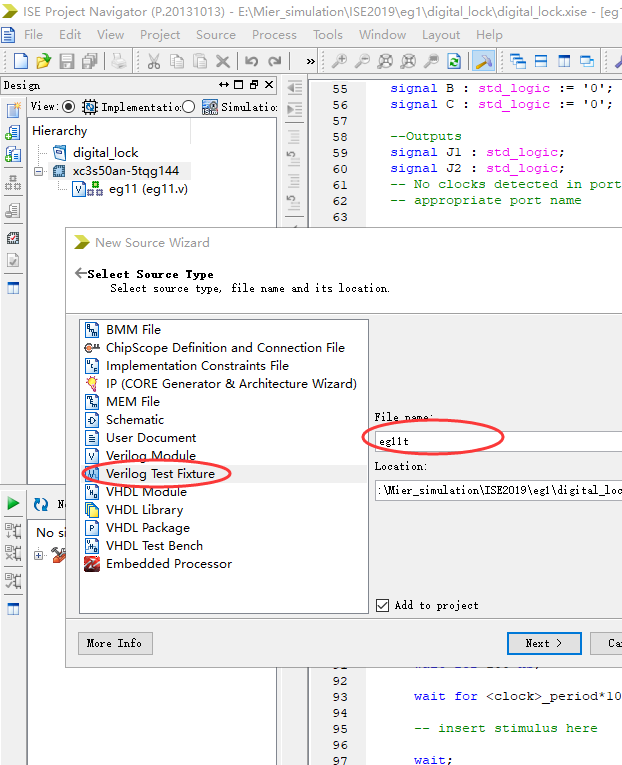 ISE Project Navigator (P.20131013) - E:\Mier_simulation\ISE2019\eg1\digital_lock\digital_lock.xise - [eg1
File Edit View Project Source Process Tools Window Layout Help
Design
View: Implementatio: Simulatio:
Hierarchy
digital_lock
xc3s50an-5tqg144
eg11 (eg11.v)
55 signal B : std_logic := '0';
56 signal C : std_logic := '0';
57
58 --Outputs
59 signal J1 : std_logic;
60 signal J2 : std_logic;
61 -- No clocks detected in port
62 -- appropriate port name
63
New Source Wizard
Select Source Type
Select source type, file name and its location.
BMM File
ChipScope Definition and Connection File
Implementation Constraints File
IP (CORE Generator & Architecture Wizard)
MEM File
Schematic
User Document
Verilog Module
Verilog Test Fixture
VHDL Module
VHDL Library
VHDL Package
VHDL Test Bench
Embedded Processor
File name:
eg11t
Location:
:\Mier_simulation\ISE2019\eg1\digital_loc
Add to project
More Info
Next >
No si
92
93 wait for <clock>_period*10
94
95 -- insert stimulus here
96
97 wait;